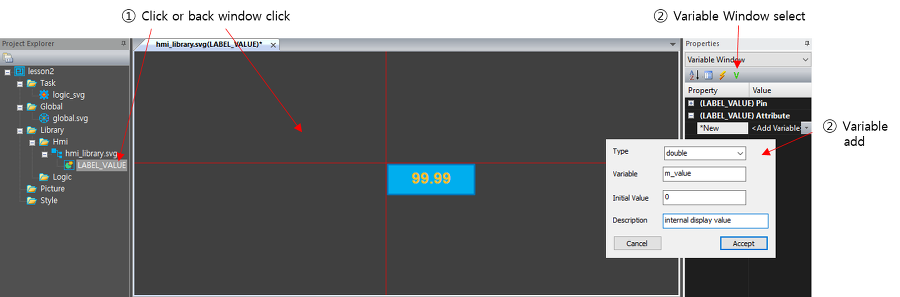 ① Click or back window click
② Variable Window select
Project Explorer
hmi_library.svg(LABEL_VALUE)*
Properties
Variable Window
lesson2
Task
logic_svg
Global
global.svg
Library
Hmi
hmi_library.svg
LABEL_VALUE
Logic
Picture
Style
99.99
Property Value
(LABEL_VALUE) Pin
(LABEL_VALUE) Attribute
*New <Add Variable
② Variable
add
Type double
Variable m_value
Initial Value 0
Description internal display value
Cancel Accept